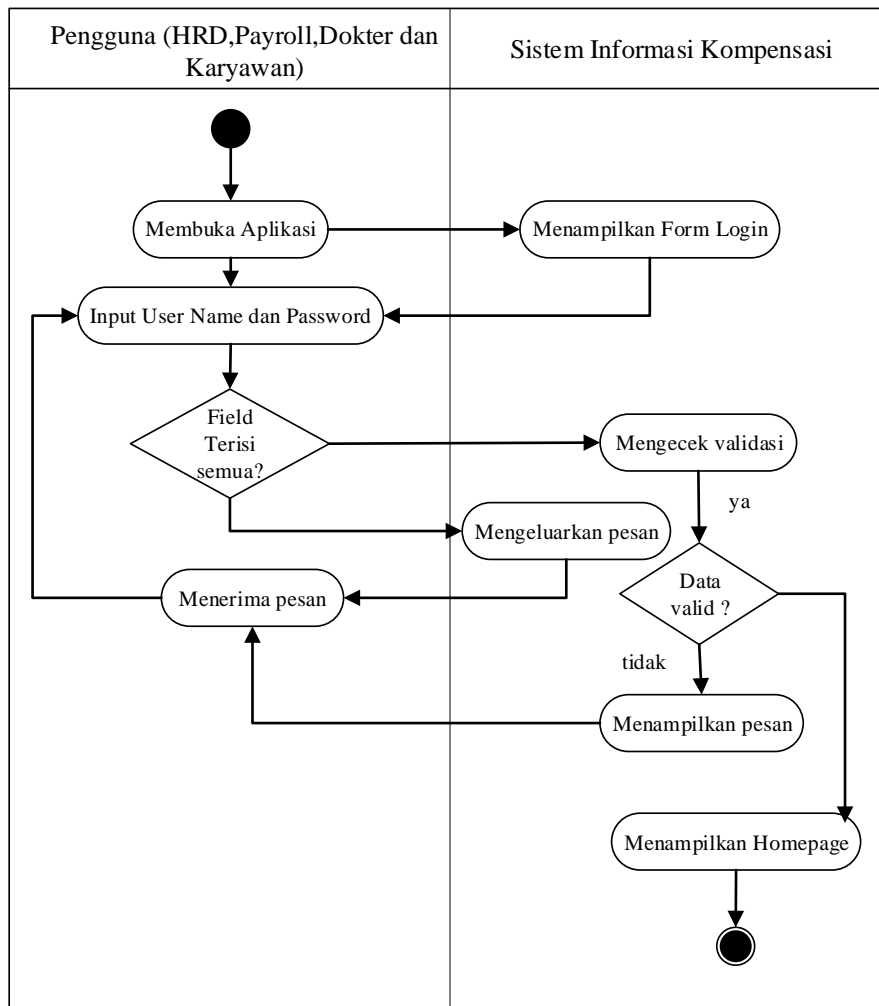 Pengguna (HRD,Payroll,Dokter dan
Karyawan)
Sistem Informasi Kompensasi
Membuka Aplikasi
Menampilkan Form Login
Input User Name dan Password
Field
Terisi
semua?
Mengecek validasi
ya
Mengeluarkan pesan
Menerima pesan
Data
valid ?
tidak
Menampilkan pesan
Menampilkan Homepage